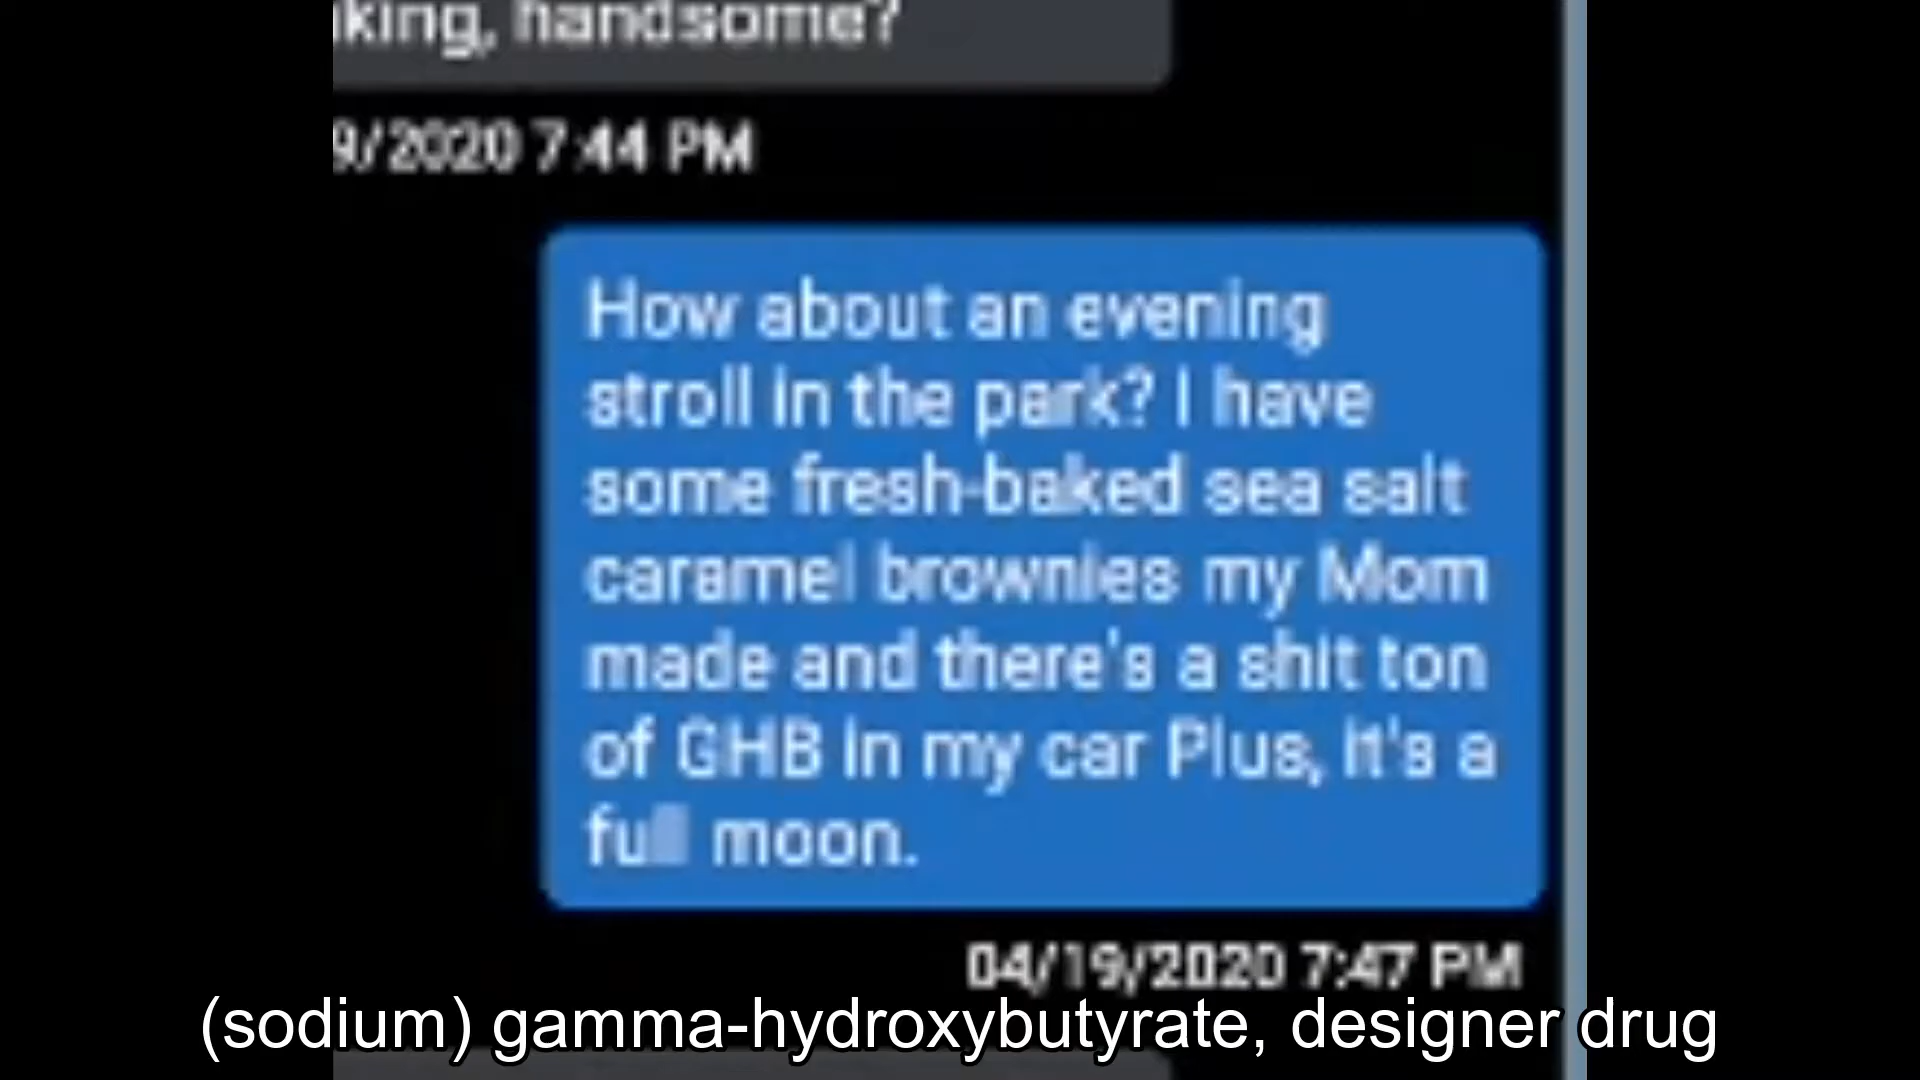 king, handsome?
9/2020 7:44 PM
How about an evening
stroll in the park? I have
some fresh-baked sea salt
caramel brownies my Mom
made and there's a shit ton
of GHB in my car Plus, it's a
full moon.
04/19/2020 7:47 PM
(sodium) gamma-hydroxybutyrate, designer drug